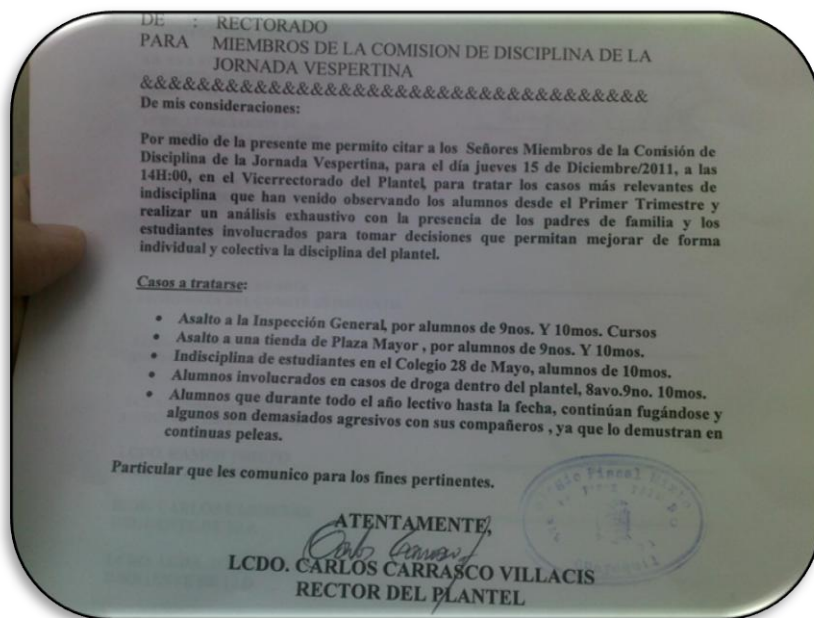 DE : RECTORADO
PARA MIEMBROS DE LA COMISION DE DISCIPLINA DE LA
JORNADA VESPERTINA
&&&&&&&&&&&&&&&&&&&&&&&&&&&&&&&&&&&&
De mis consideraciones:
Por medio de la presente me permito citar a los Señores Miembros de la Comisión de
Disciplina de la Jornada Vespertina, para el día jueves 15 de Diciembre/2011, a las
14H:00, en el Vicerrectorado del Plantel, para tratar los casos más relevantes de
indisciplina que han venido observando los alumnos desde el Primer Trimestre y
realizar un análisis exhaustivo con la presencia de los padres de familia y los
estudiantes involucrados para tomar decisiones que permitan mejorar de forma
individual y colectiva la disciplina del plantel.
Casos a tratarse:
• Asalto a la Inspección General, por alumnos de 9nos. Y 10mos. Cursos
• Asalto a una tienda de Plaza Mayor , por alumnos de 9nos. Y 10mos.
• Indisciplina de estudiantes en el Colegio 28 de Mayo, alumnos de 10mos.
• Alumnos involucrados en casos de droga dentro del plantel, 8avo.9no. 10mos.
• Alumnos que durante todo el año lectivo hasta la fecha, continúan fugándose y
algunos son demasiados agresivos con sus compañeros , ya que lo demustran en
continuas peleas.
Particular que les comunico para los fines pertinentes.
Colegio Fiscal
ATENTAMENTE,
LCDO. CARLOS CARRASCO VILLACIS
RECTOR DEL PLANTEL